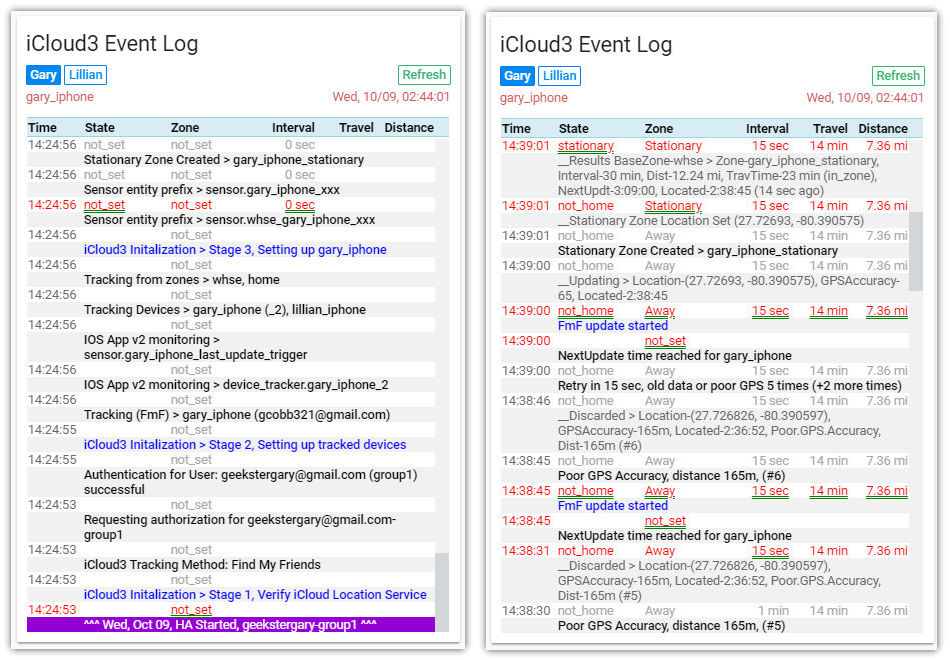 iCloud3 Event Log
Gary Lillian Refresh
gary_iphone Wed, 10/09, 02:44:01
Time State Zone Interval Travel Distance
14:24:56 not_set not_set 0 sec
Stationary Zone Created > gary_iphone_stationary
14:24:56 not_set not_set 0 sec
Sensor entity prefix > sensor.gary_iphone_xxx
14:24:56 not_set not_set 0 sec
Sensor entity prefix > sensor.whse_gary_iphone_xxx
14:24:56 not_set
iCloud3 Initalization > Stage 3, Setting up gary_iphone
14:24:56 not_set
Tracking from zones > whse, home
14:24:56 not_set
Tracking Devices > gary_iphone (_2), lillian_iphone
14:24:56 not_set
IOS App v2 monitoring >
sensor.gary_iphone_last_update_trigger
14:24:56 not_set
IOS App v2 monitoring > device_tracker.gary_iphone_2
14:24:56 not_set
Tracking (FmF) > gary_iphone (gcobb321@gmail.com)
14:24:55 not_set
iCloud3 Initalization > Stage 2, Setting up tracked devices
14:24:55 not_set
Authentication for User: geekstergary@gmail.com (group1)
successful
14:24:53 not_set
Requesting authorization for geekstergary@gmail.com-
group1
14:24:53 not_set
iCloud3 Tracking Method: Find My Friends
14:24:53 not_set
iCloud3 Initalization > Stage 1, Verify iCloud Location Service
14:24:53 not_set
^^^ Wed, Oct 09, HA Started, geekstergary-group1 ^^^
iCloud3 Event Log
Gary Lillian Refresh
gary_iphone Wed, 10/09, 02:44:01
Time State Zone Interval Travel Distance
14:39:01 stationary Stationary 15 sec 14 min 7.36 mi
__Results BaseZone-whse > Zone-gary_iphone_stationary,
Interval-30 min, Dist-12.24 mi, TravTime-23 min (in_zone),
NextUpdt-3:09:00, Located-2:38:45 (14 sec ago)
14:39:01 not_home Stationary 15 sec 14 min 7.36 mi
__Stationary Zone Location Set (27.72693, -80.390575)
14:39:01 not_home Away 15 sec 14 min 7.36 mi
Stationary Zone Created > gary_iphone_stationary
14:39:00 not_home Away 15 sec 14 min 7.36 mi
__Updating > Location-(27.72693, -80.390575), GPSAccuracy-
65, Located-2:38:45
14:39:00 not_home Away 15 sec 14 min 7.36 mi
FmF update started
14:39:00 not_set
NextUpdate time reached for gary_iphone
14:39:00 not_home Away 15 sec 14 min 7.36 mi
Retry in 15 sec, old data or poor GPS 5 times (+2 more times)
14:38:46 not_home Away 15 sec 14 min 7.36 mi
__Discarded > Location-(27.726826, -80.390597),
GPSAccuracy-165m, Located-2:36:52, Poor.GPS.Accuracy,
Dist-165m (#6)
14:38:45 not_home Away 15 sec 14 min 7.36 mi
Poor GPS Accuracy, distance 165m, (#6)
14:38:45 not_home Away 15 sec 14 min 7.36 mi
FmF update started
14:38:45 not_set
NextUpdate time reached for gary_iphone
14:38:31 not_home Away 15 sec 14 min 7.36 mi
__Discarded > Location-(27.726826, -80.390597),
GPSAccuracy-165m, Located-2:36:52, Poor.GPS.Accuracy,
Dist-165m (#5)
14:38:30 not_home Away 1 min 14 min 7.36 mi
Poor GPS Accuracy, distance 165m, (#5)